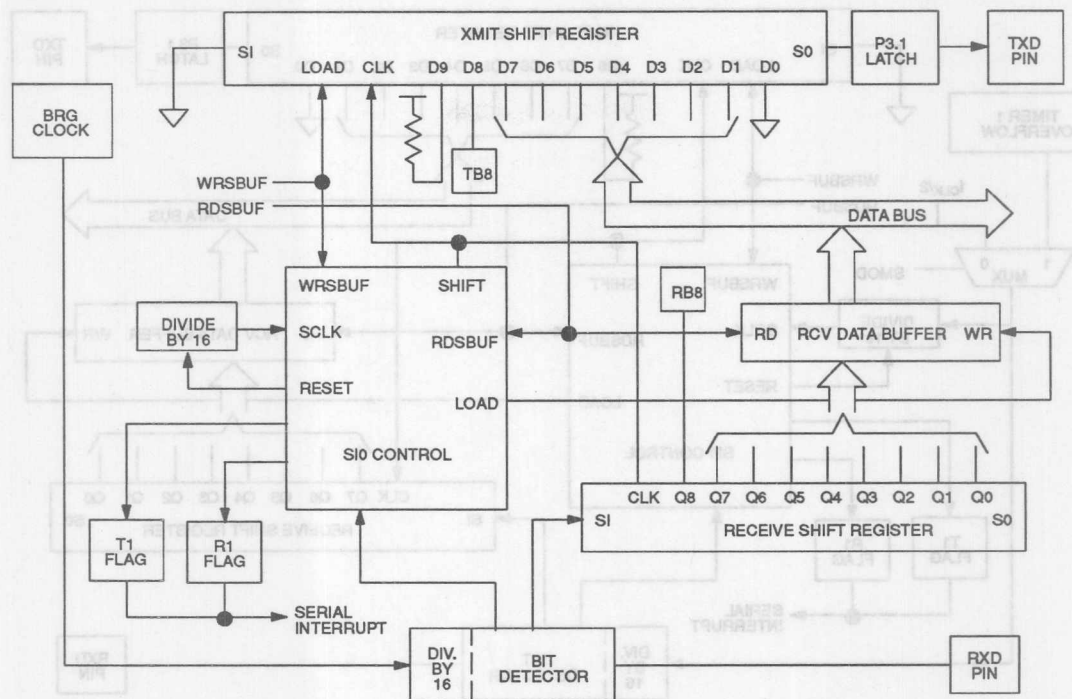 XMIT SHIFT REGISTER
SI
S0
LOAD CLK D9 D8 D7 D6 D5 D4 D3 D2 D1 D0
P3.1
LATCH
TXD
PIN
BRG
CLOCK
TB8
WRSBUF
RDSBUF
DATA BUS
WRSBUF SHIFT
RB8
DIVIDE
BY 16
SCLK
RDSBUF
RD RCV DATA BUFFER WR
RESET
LOAD
SI0 CONTROL
CLK Q8 Q7 Q6 Q5 Q4 Q3 Q2 Q1 Q0
SI
S0
RECEIVE SHIFT REGISTER
T1
FLAG
R1
FLAG
SERIAL
INTERRUPT
DIV.
BY
16
BIT
DETECTOR
RXD
PIN